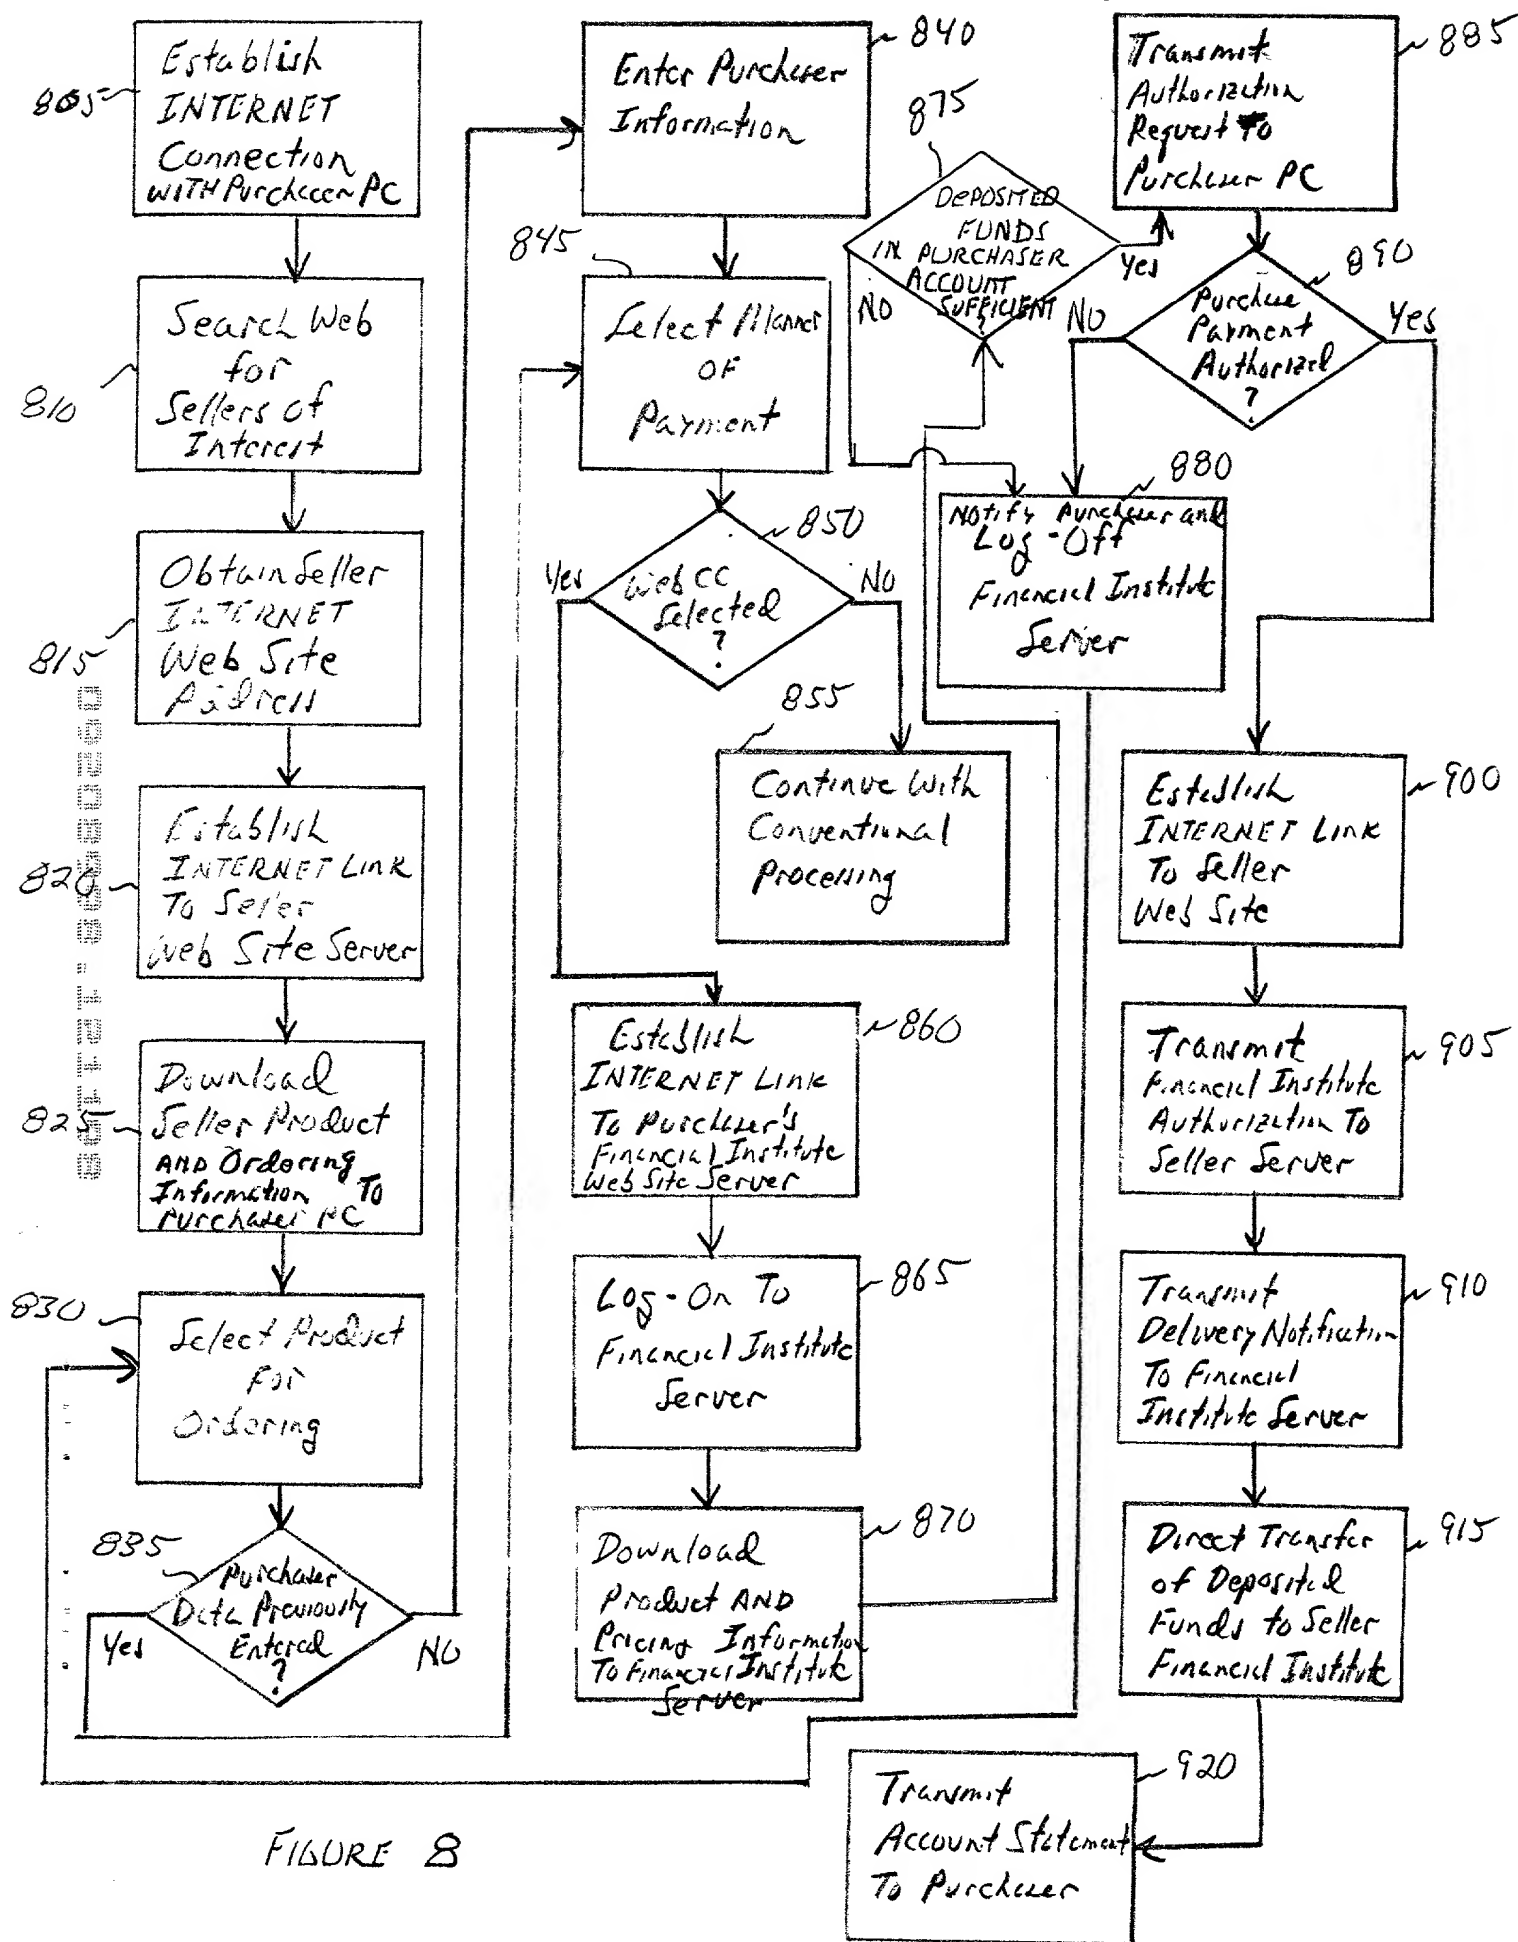 805
Establish
INTERNET
Connection
WITH Purchaser PC
810
Search Web
for
Sellers of
Interest
815
Obtain Seller
INTERNET
Web Site
Address
820
Establish
INTERNET LINK
To Seller
Web Site Server
825
Download
Seller Product
AND Ordering
Information To
Purchaser PC
830
Select Product
For
Ordering
835
Purchaser
Data Previously
Entered
?
Yes
NO
840
Enter Purchaser
Information
845
Select Manner
OF
Payment
850
Web CC
Selected
?
Yes
NO
855
Continue With
Conventional
Processing
860
Establish
INTERNET LINK
To Purchaser's
Financial Institute
Web Site Server
865
Log-On To
Financial Institute
Server
870
Download
Product AND
Pricing Information
To Financial Institute
Server
875
DEPOSITED
FUNDS
IN PURCHASER
ACCOUNT
SUFFICIENT
?
NO
Yes
880
Notify Purchaser and
Log-Off
Financial Institute
Server
885
Transmit
Authorization
Request To
Purchaser PC
890
Purchase
Payment
Authorized
?
NO
Yes
900
Establish
INTERNET LINK
To Seller
Web Site
905
Transmit
Financial Institute
Authorization To
Seller Server
910
Transmit
Delivery Notification
To Financial
Institute Server
915
Direct Transfer
of Deposited
Funds to Seller
Financial Institute
920
Transmit
Account Statement
To Purchaser
FIGURE 8